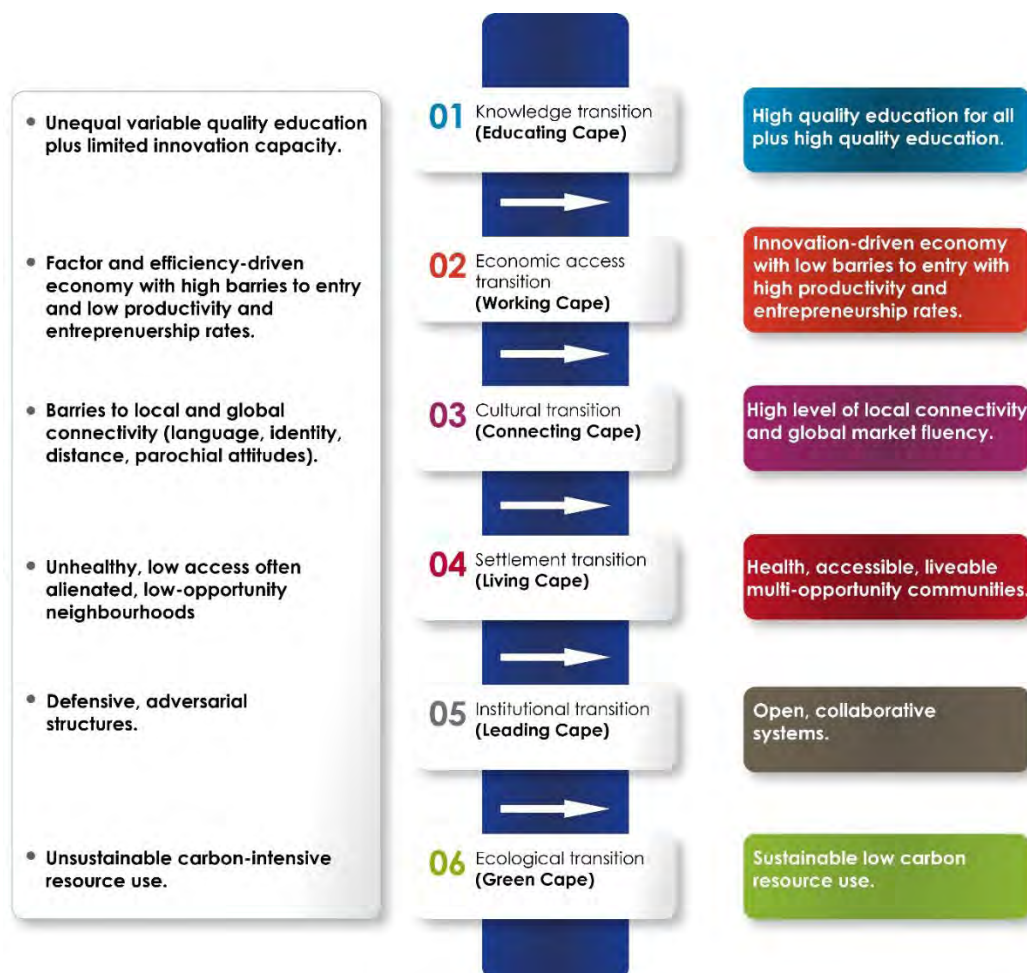 • Unequal variable quality education
plus limited innovation capacity.
01 Knowledge transition
(Educating Cape)
High quality education for all
plus high quality education.
• Factor and efficiency-driven
economy with high barries to entry
and low productivity and
entreprenuership rates.
02 Economic access
transition
(Working Cape)
Innovation-driven economy
with low barries to entry with
high productivity and
entrepreneurship rates.
• Barries to local and global
connectivity (language, identity,
distance, parochial attitudes).
03 Cultural transition
(Connecting Cape)
High level of local connectivity
and global market fluency.
• Unhealthy, low access often
alienated, low-opportunity
neighbourhoods
04 Settlement transition
(Living Cape)
Health, accessible, liveable
multi-opportunity communities.
• Defensive, adversarial
structures.
05 Institutional transition
(Leading Cape)
Open, collaborative
systems.
• Unsustainable carbon-intensive
resource use.
06 Ecological transition
(Green Cape)
Sustainable low carbon
resource use.